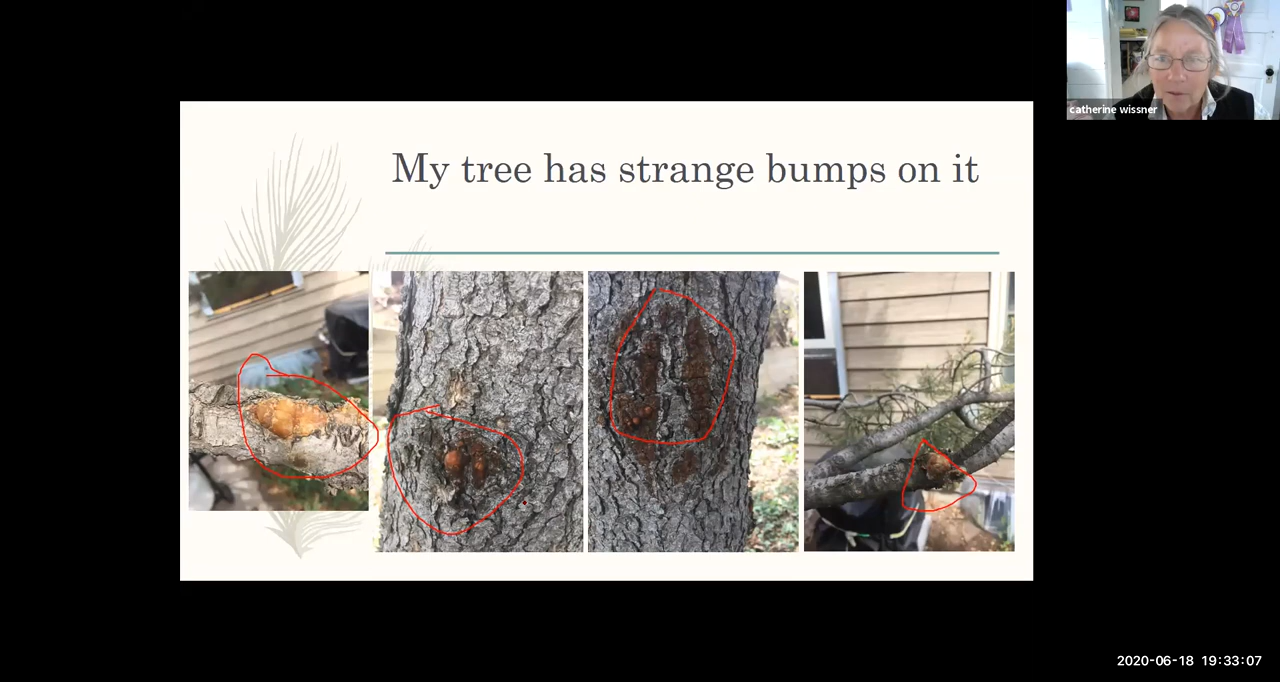 catherine wissner
My tree has strange bumps on it
2020-06-18 19:33:07